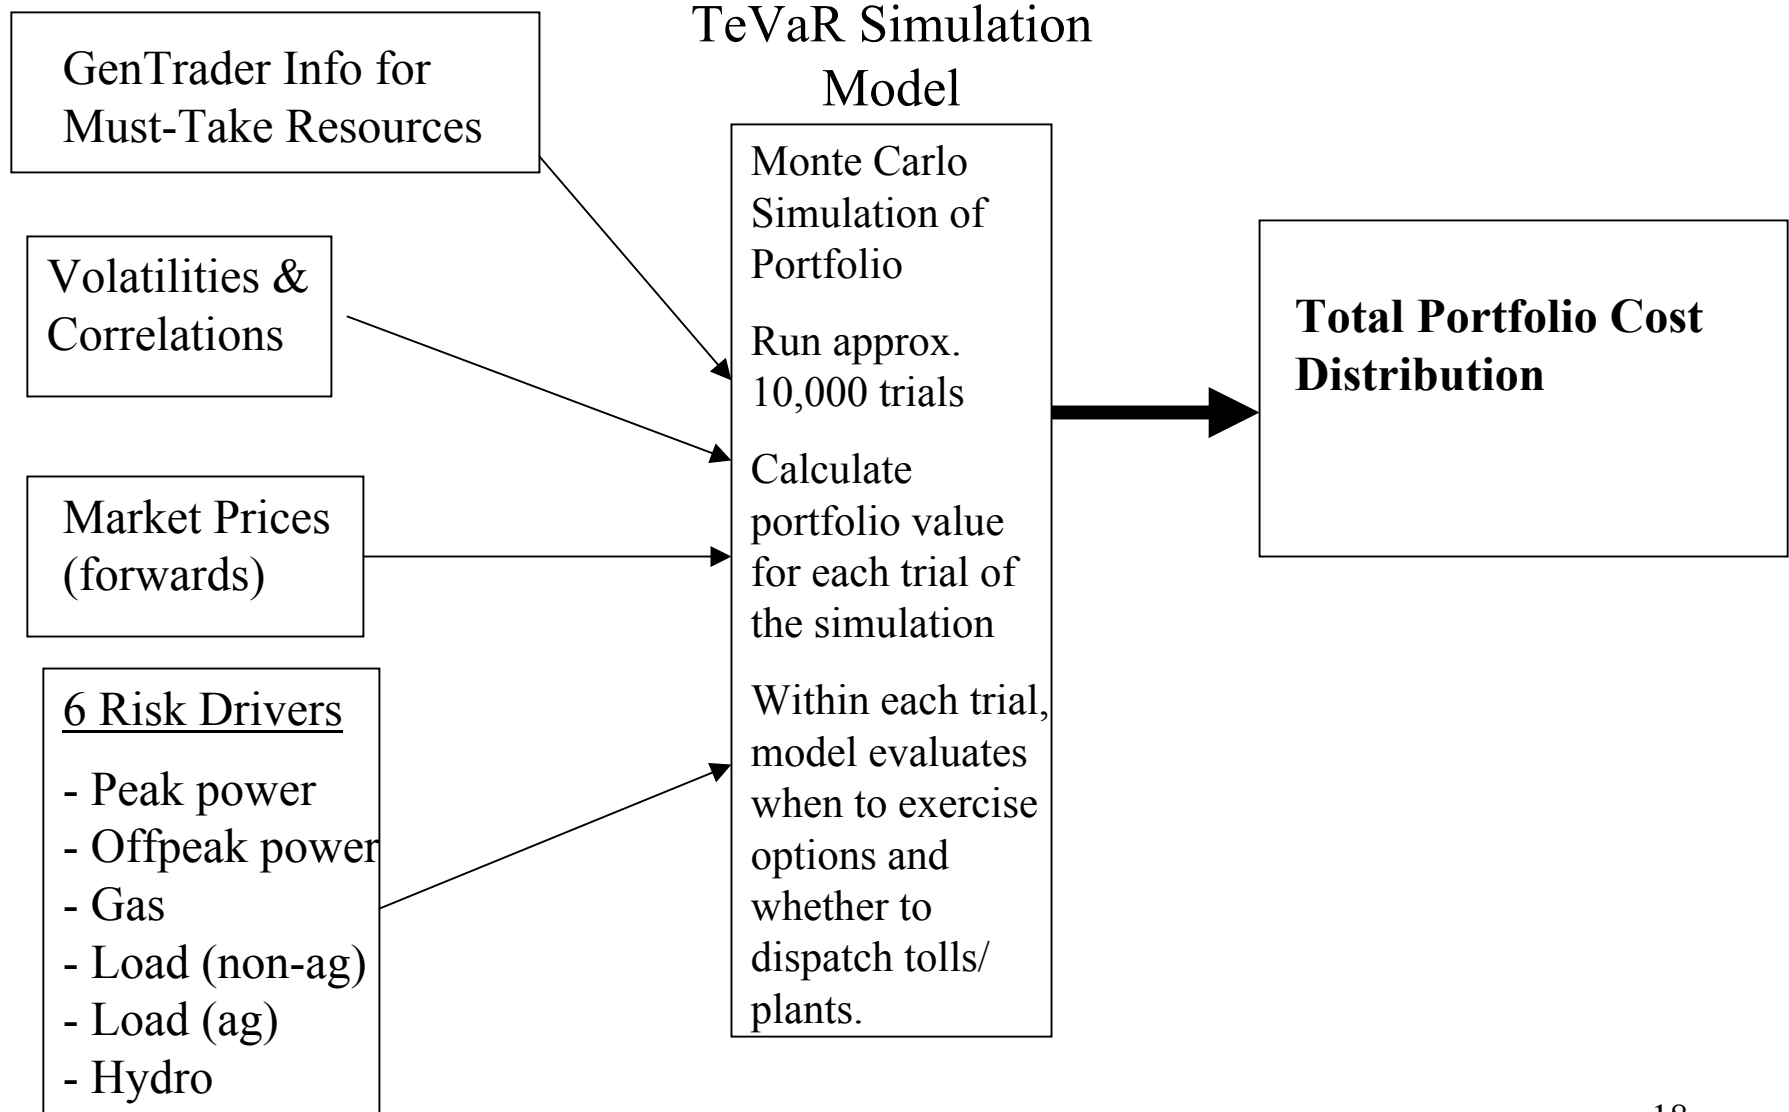 TeVaR Simulation
Model
GenTrader Info for
Must-Take Resources
Volatilities &
Correlations
Market Prices
(forwards)
6 Risk Drivers
- Peak power
- Offpeak power
- Gas
- Load (non-ag)
- Load (ag)
- Hydro
Monte Carlo
Simulation of
Portfolio
Run approx.
10,000 trials
Calculate
portfolio value
for each trial of
the simulation
Within each trial,
model evaluates
when to exercise
options and
whether to
dispatch tolls/
plants.
Total Portfolio Cost
Distribution
18